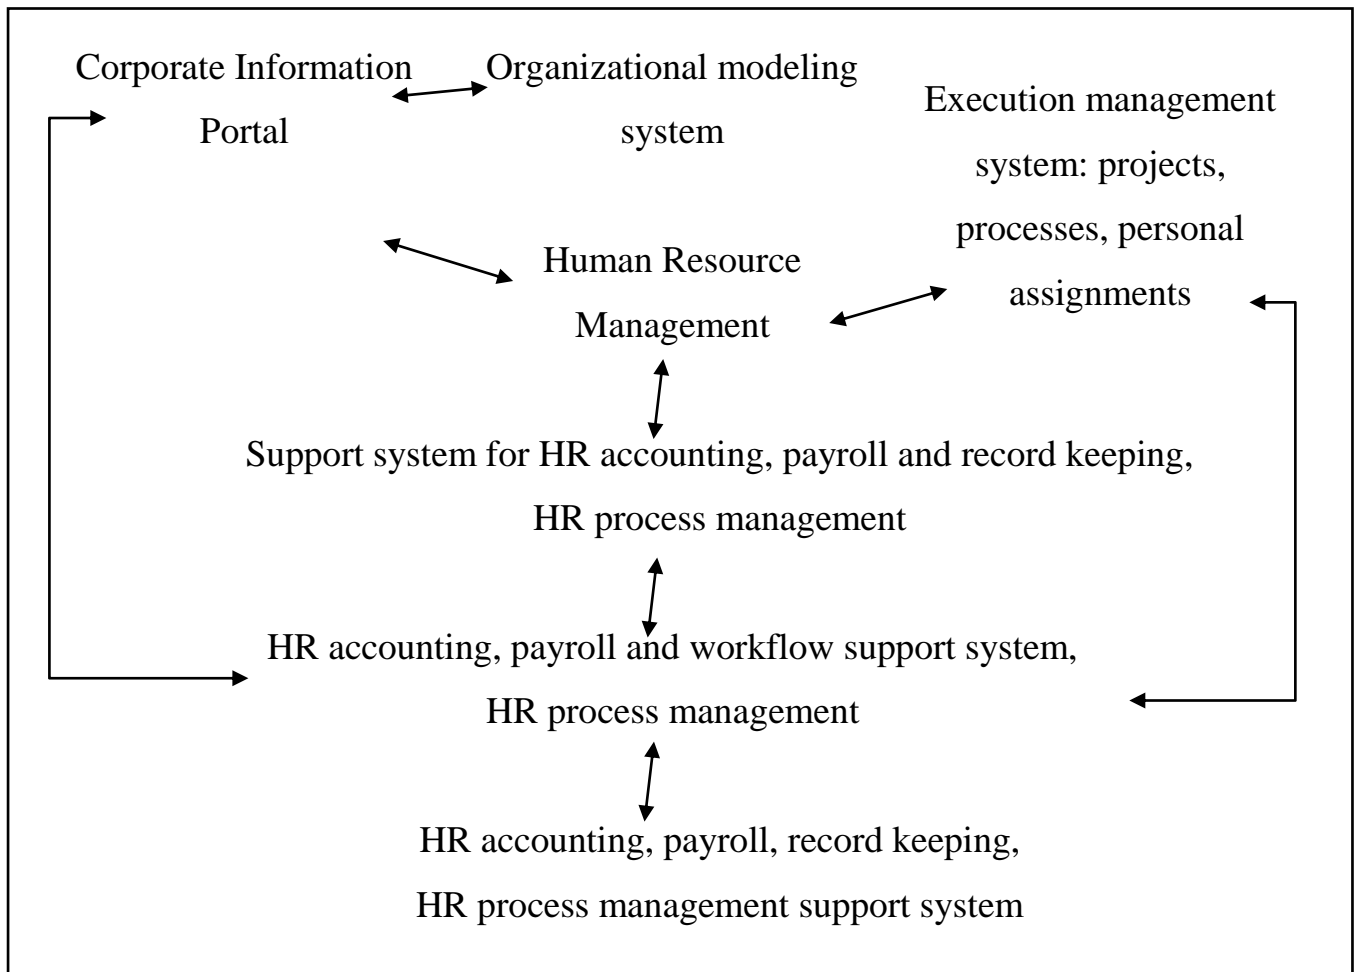 Corporate Information
Portal
Organizational modeling
system
Execution management
system: projects,
processes, personal
assignments
Human Resource
Management
Support system for HR accounting, payroll and record keeping,
HR process management
HR accounting, payroll and workflow support system,
HR process management
HR accounting, payroll, record keeping,
HR process management support system